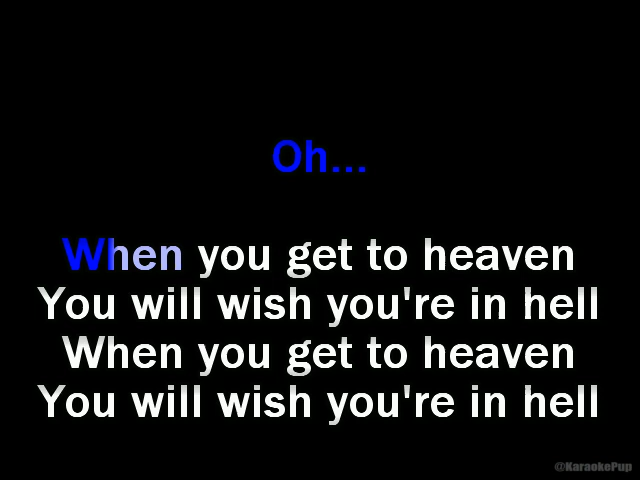 Oh...
When you get to heaven
You will wish you're in hell
When you get to heaven
You will wish you're in hell
@KaraokePup